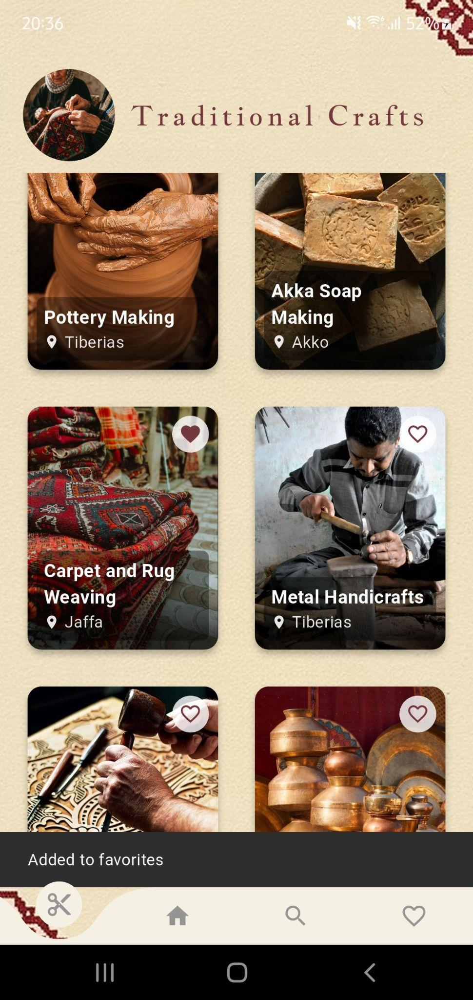 20:36
6
52%
Traditional Crafts
Pottery Making
Tiberias
Akka Soap
Making
Akko
Carpet and Rug
Weaving
Jaffa
Metal Handicrafts
Tiberias
Added to favorites